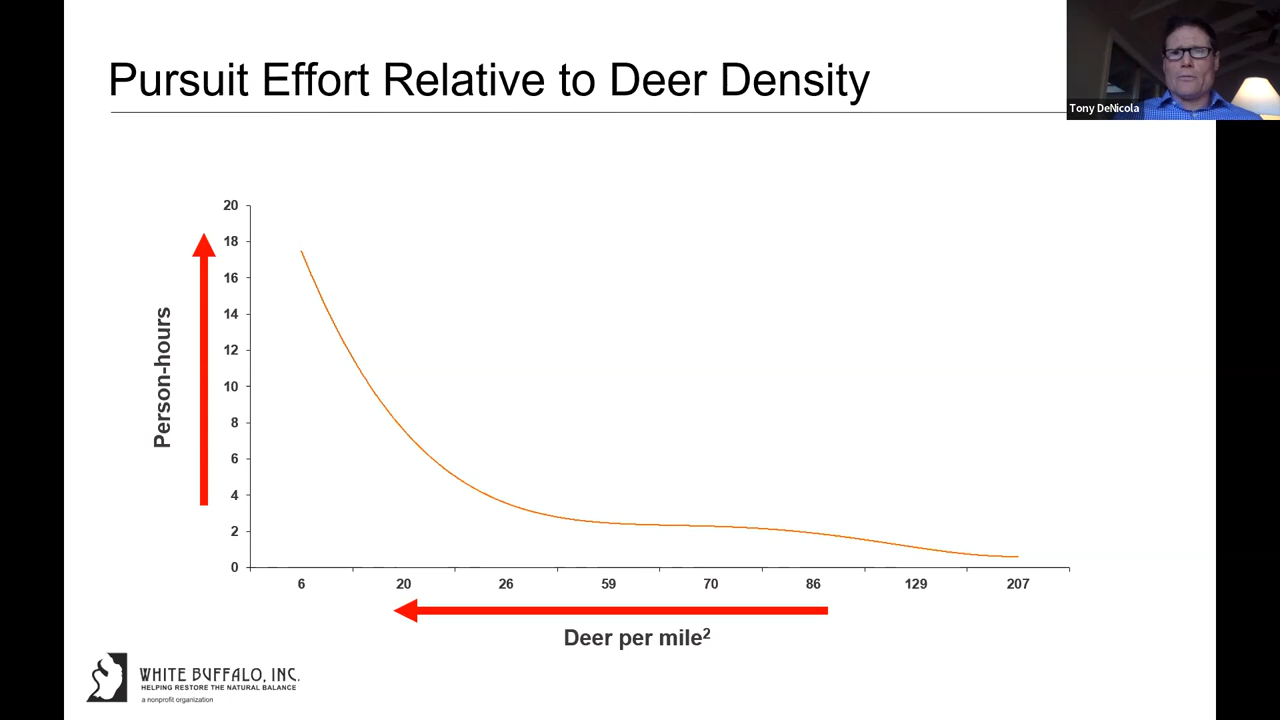 Pursuit Effort Relative to Deer Density
Tony DeNicola
20
18
16
14
12
10
8
6
4
2
0
Person-hours
6 20 26 59 70 86 129 207
Deer per mile²
WHITE BUFFALO, INC.
HELPING RESTORE THE NATURAL BALANCE
a nonprofit organization